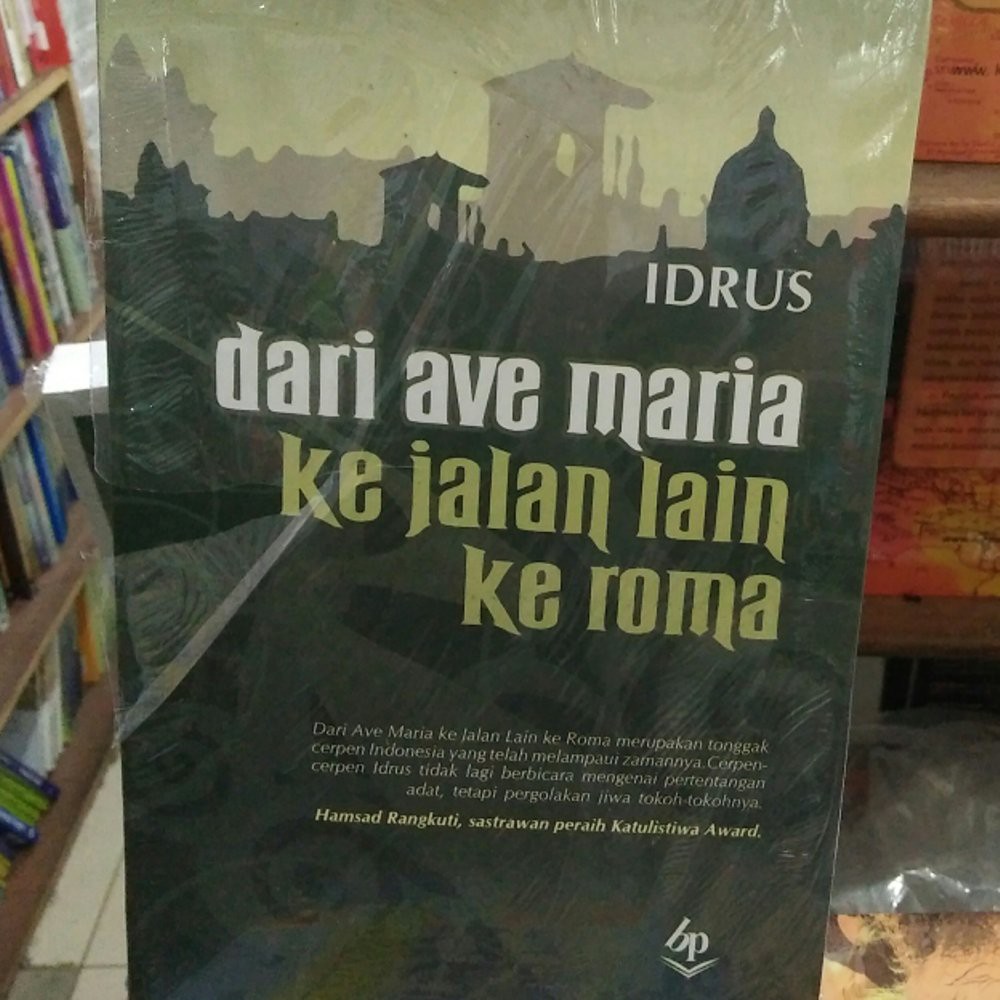 IDRUS
dari ave maria
ke jalan lain
ke roma
Dari Ave Maria ke Jalan Lain ke Roma merupakan tonggak
cerpen Indonesia yang telah melampaui zamannya. Cerpen-
cerpen Idrus tidak lagi berbicara mengenai pertentangan
adat, tetapi pergolakan jiwa tokoh-tokohnya.
Hamsad Rangkuti, sastrawan peraih Katulistiwa Award.
bp